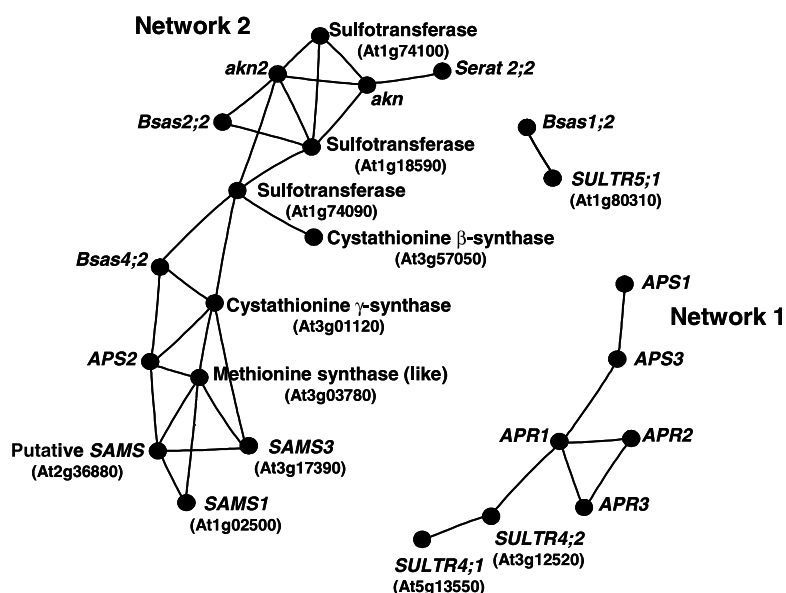 Network 2
Sulfotransferase
(At1g74100)
akn2
Serat 2;2
akn
Bsas2;2
Sulfotransferase
(At1g18590)
Bsas1;2
SULTR5;1
(At1g80310)
Sulfotransferase
(At1g74090)
Cystathionine β-synthase
(At3g57050)
Bsas4;2
Cystathionine γ-synthase
(At3g01120)
APS2
Methionine synthase (like)
(At3g03780)
Putative SAMS
(At2g36880)
SAMS3
(At3g17390)
SAMS1
(At1g02500)
APS1
Network 1
APS3
APR1
APR2
APR3
SULTR4;2
(At3g12520)
SULTR4;1
(At5g13550)